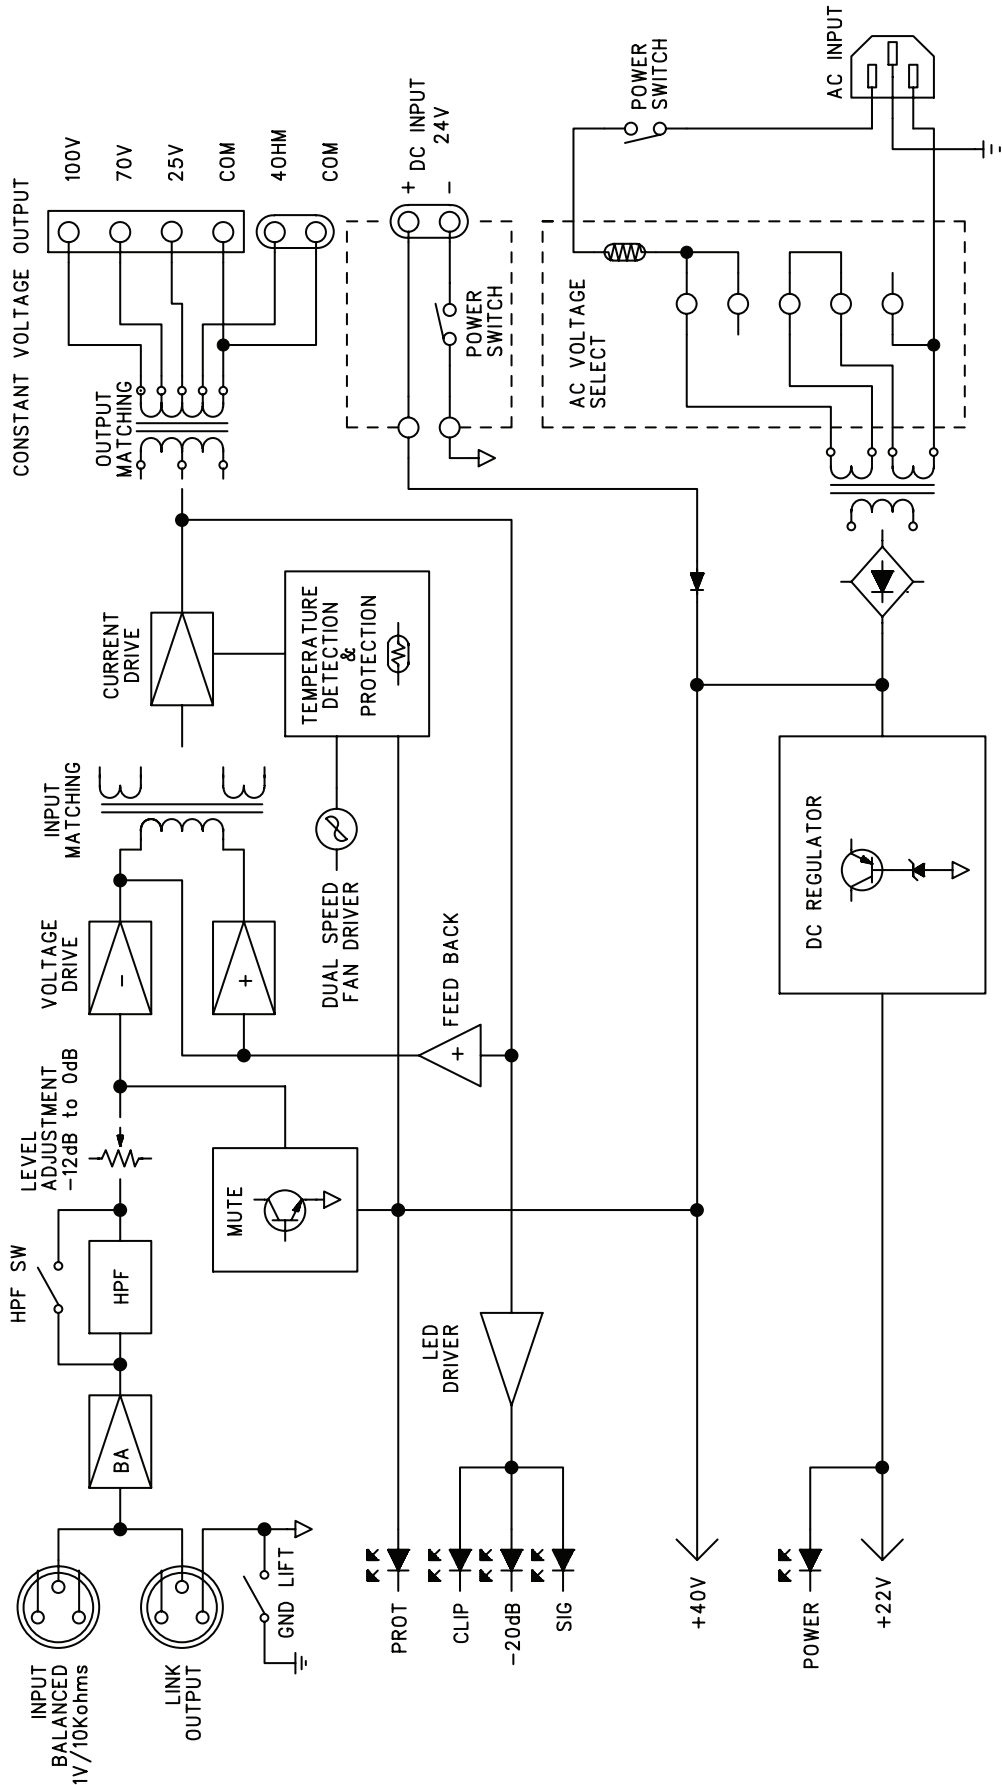 INPUT
BALANCED
1V/10Kohms
LINK
OUTPUT
GND LIFT
BA
HPF SW
HPF
LEVEL
ADJUSTMENT
-12dB to 0dB
MUTE
VOLTAGE
DRIVE
-
+
INPUT
MATCHING
CURRENT
DRIVE
TEMPERATURE
DETECTION
&
PROTECTION
DUAL SPEED
FAN DRIVER
FEED BACK
+
OUTPUT
MATCHING
CONSTANT VOLTAGE OUTPUT
100V
70V
25V
COM
4OHM
COM
DC INPUT
24V
+
-
POWER
SWITCH
LED
DRIVER
PROT
CLIP
-20dB
SIG
+40V
POWER
+22V
DC REGULATOR
AC VOLTAGE
SELECT
POWER
SWITCH
AC INPUT